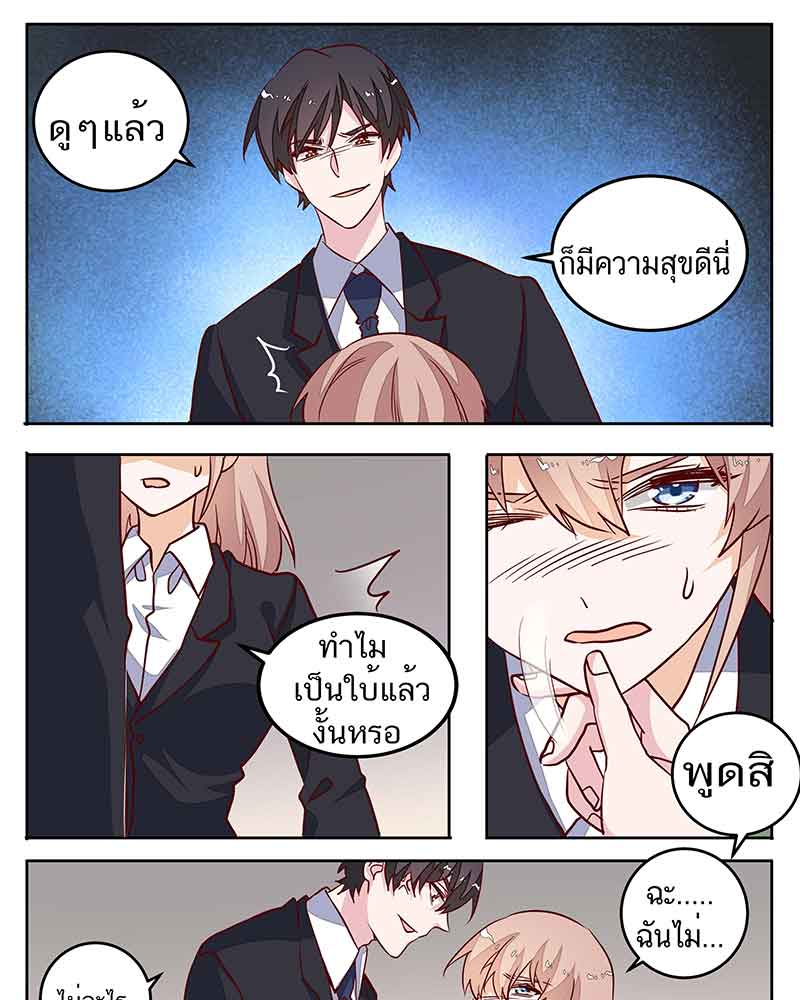 ดูๆแล้ว
ก็มีความสุขดีนี่
ทำไม
เป็นใบ้แล้ว
งั้นหรอ
พูดสิ
ฉะ.....
ฉันไม่...